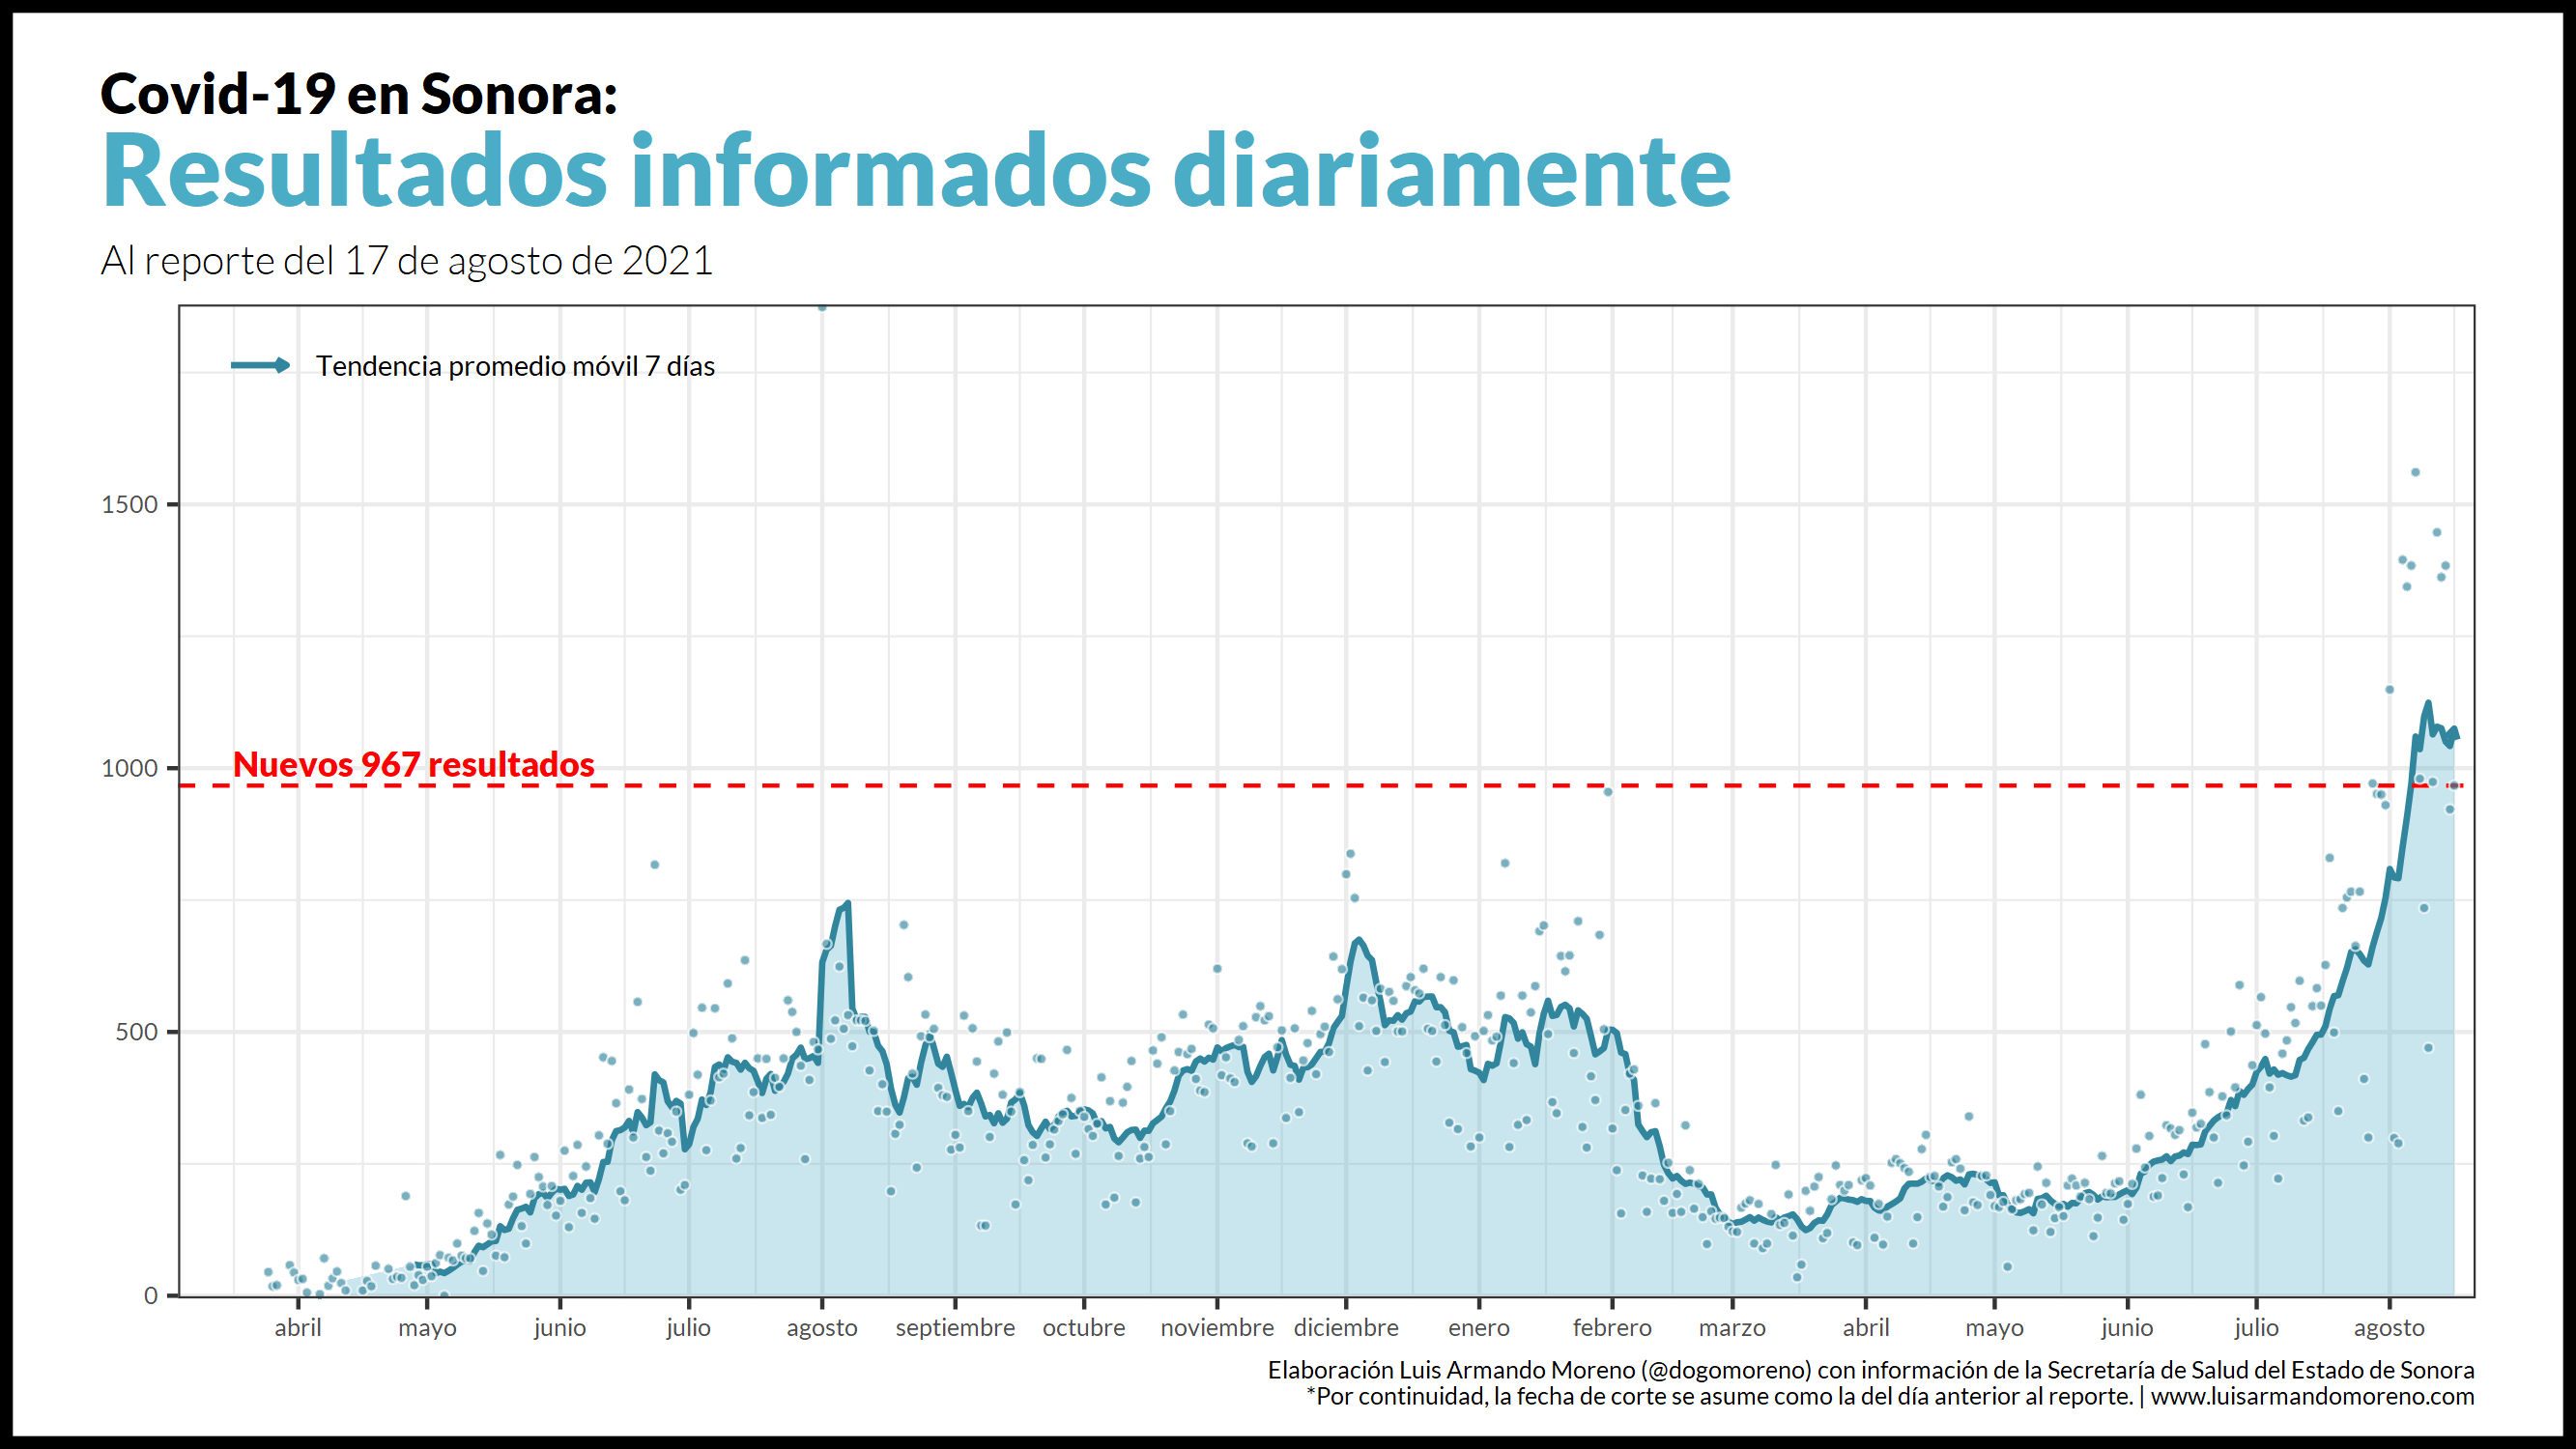 Covid-19 en Sonora:
Resultados informados diariamente
Al reporte del 17 de agosto de 2021
Tendencia promedio móvil 7 días
1500
1000
Nuevos 967 resultados
500
0
abril mayo junio julio agosto septiembre octubre noviembre diciembre enero febrero marzo abril mayo junio julio agosto
Elaboración Luis Armando Moreno (@dogomoreno) con información de la Secretaría de Salud del Estado de Sonora
*Por continuidad, la fecha de corte se asume como la del día anterior al reporte. | www.luisarmandomoreno.com